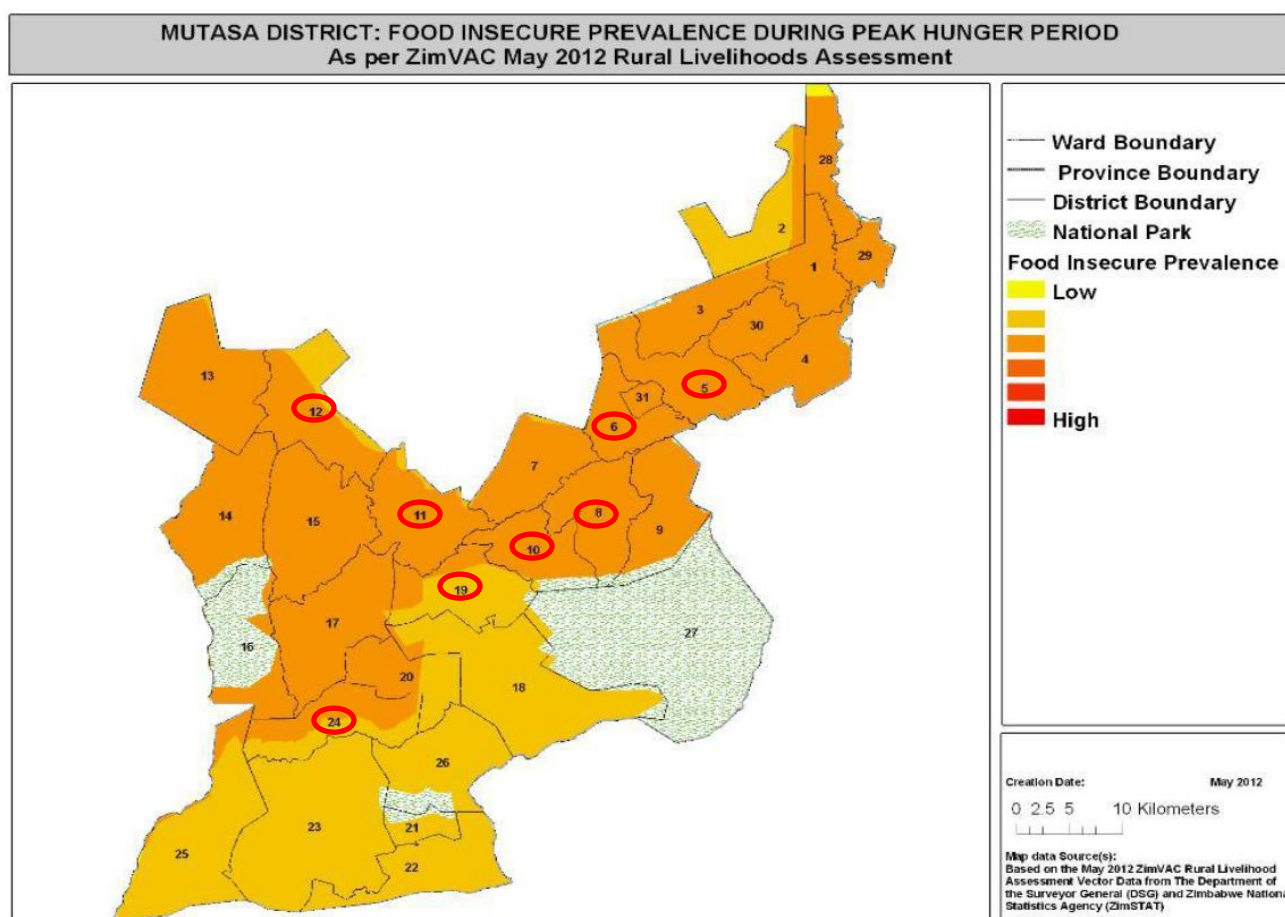 MUTASA DISTRICT: FOOD INSECURE PREVALENCE DURING PEAK HUNGER PERIOD
As per ZimVAC May 2012 Rural Livelihoods Assessment
28
2
29
1
3
30
4
13
5
31
12
6
7
11
8
14
15
10
9
19
17
27
16
20
18
24
26
23
21
25
22
Ward Boundary
Province Boundary
District Boundary
National Park
Food Insecure Prevalence
Low
High
Creation Date: May 2012
0 2.5 5 10 Kilometers
Map data Source(s):
Based on the May 2012 ZimVAC Rural Livelihood
Assessment Vector Data from The Department of
the Surveyor General (DSG) and Zimbabwe Nationa
Statistics Agency (ZimSTAT)